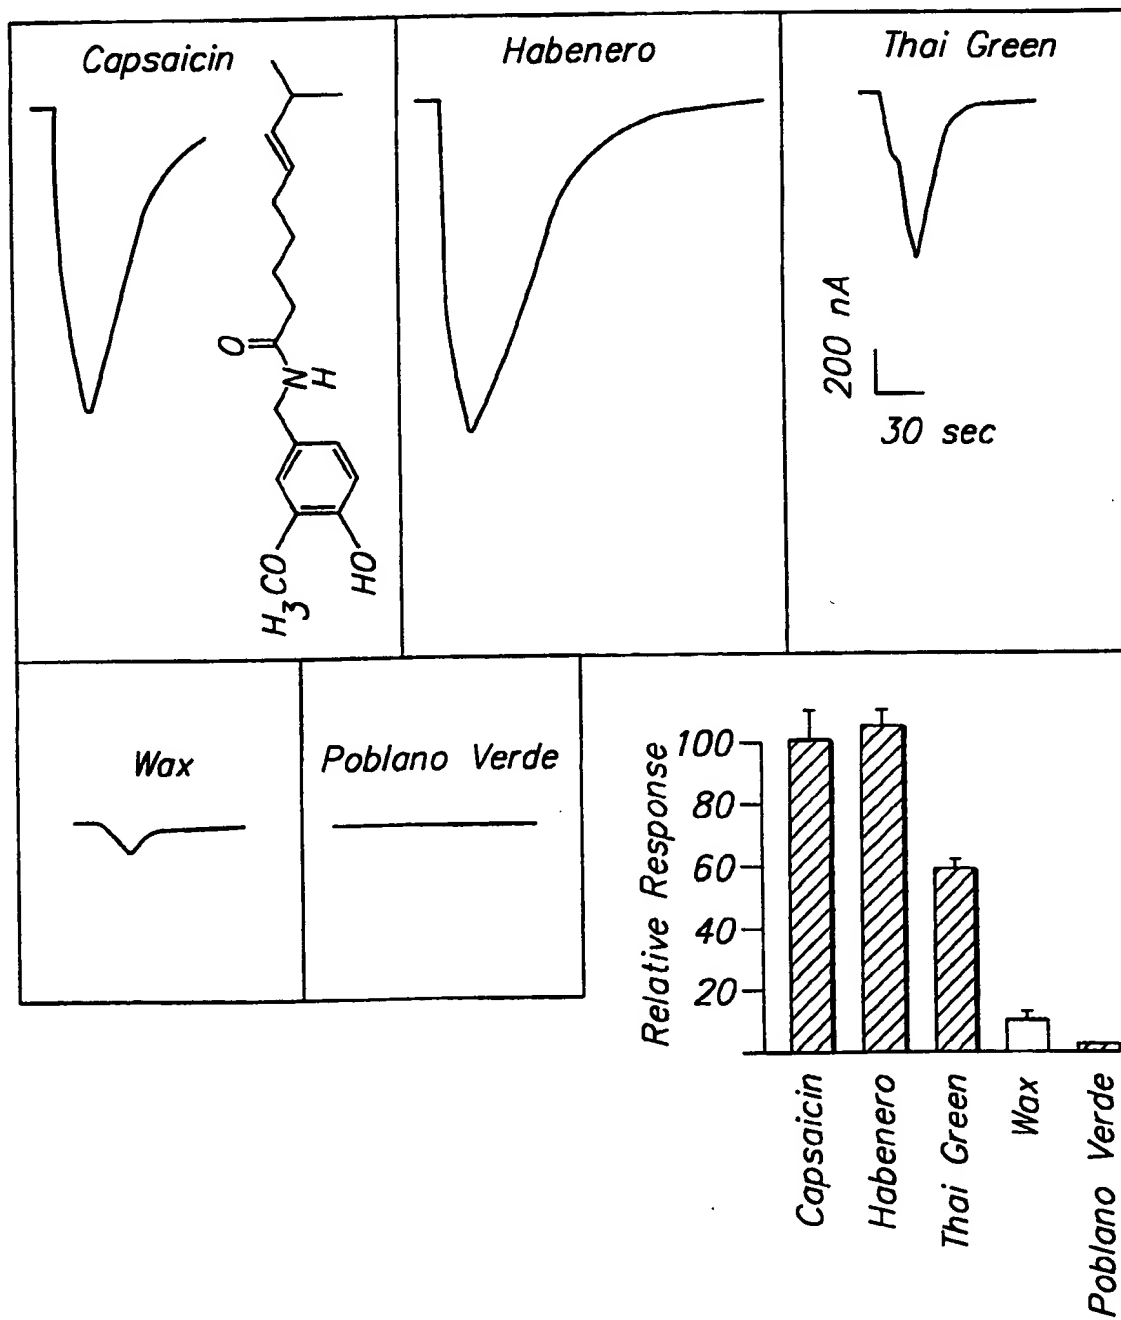 Capsaicin
O
N
H
H3CO
HO
Habenero
Thai Green
200 nA
30 sec
Wax
Poblano Verde
Relative Response
100
80
60
40
20
Capsaicin
Habenero
Thai Green
Wax
Poblano Verde